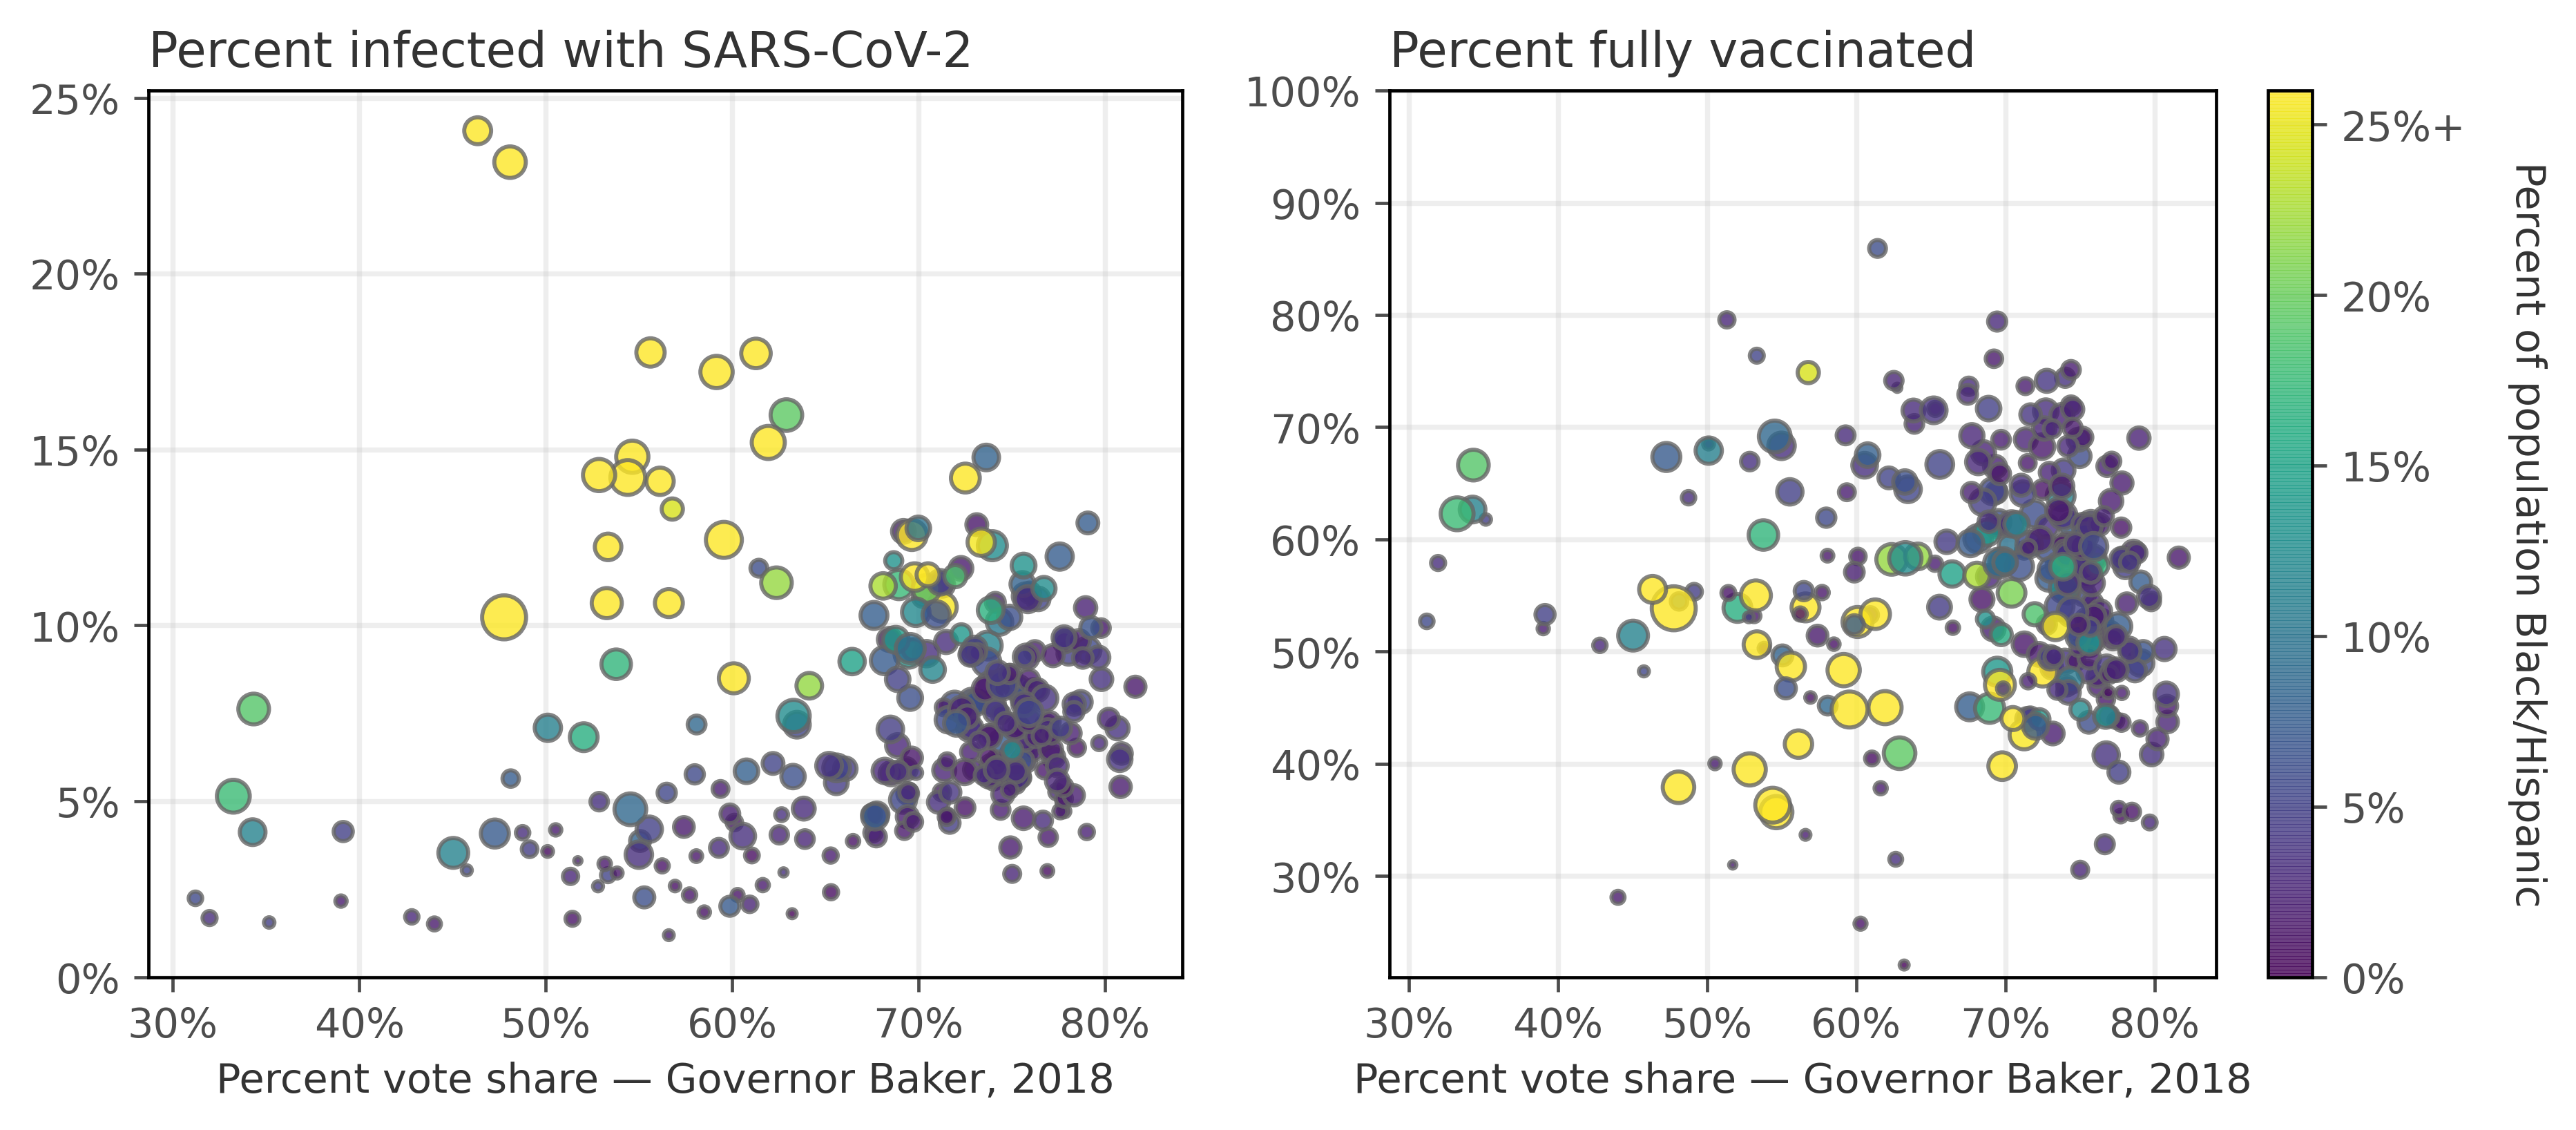 Percent infected with SARS-CoV-2
25%
20%
15%
10%
5%
0%
30% 40% 50% 60% 70% 80%
Percent vote share — Governor Baker, 2018
Percent fully vaccinated
100%
90%
80%
70%
60%
50%
40%
30%
30% 40% 50% 60% 70% 80%
Percent vote share — Governor Baker, 2018
25%+
20%
15%
10%
5%
0%
Percent of population Black/Hispanic